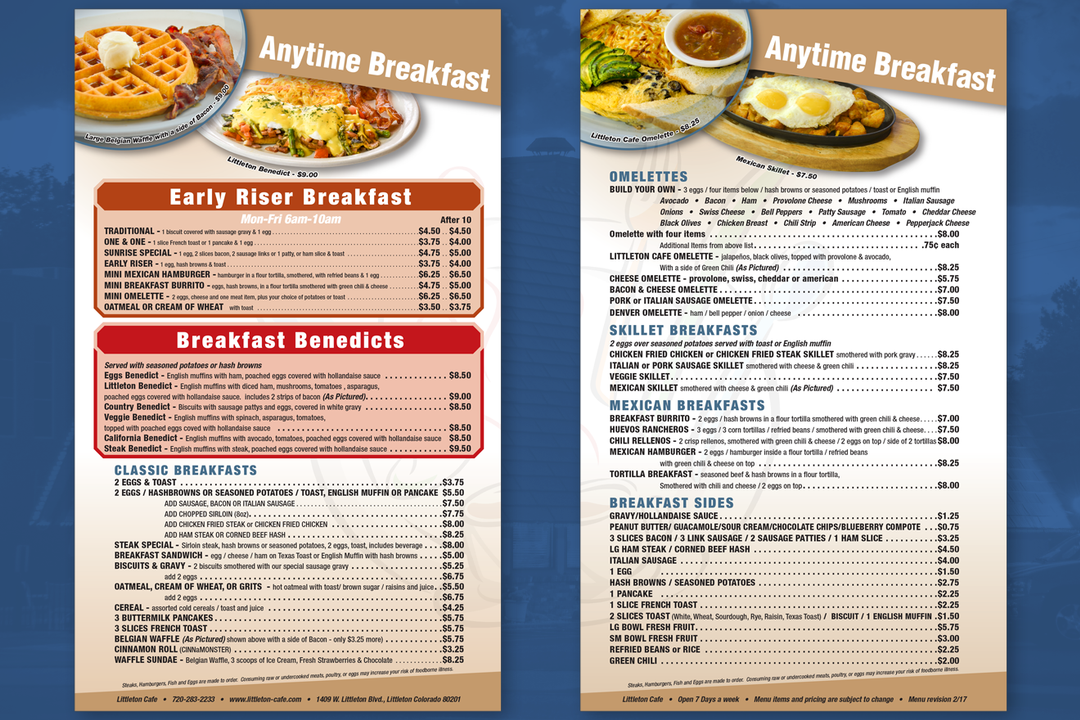 Anytime Breakfast
Large Belgian Waffle with a side of Bacon - $9.00
Littleton Benedict - $9.00
Early Riser Breakfast
Mon-Fri 6am-10am After 10
TRADITIONAL - 1 biscuit covered with sausage gravy & 1 egg $4.50 $4.50
ONE & ONE - 1 slice French toast or 1 pancake & 1 egg $3.75 $4.00
SUNRISE SPECIAL - 1 egg, 2 slices bacon, 2 sausage links or 1 patty, or ham slice & toast $4.75 $5.00
EARLY RISER - 1 egg, hash browns & toast $3.75 $4.00
MINI MEXICAN HAMBURGER - hamburger in a flour tortilla, smothered, with refried beans & 1 egg $6.25 $6.50
MINI BREAKFAST BURRITO - eggs, hash browns, in a flour tortilla smothered with green chili & cheese $4.75 $5.00
MINI OMELETTE - 2 eggs, cheese and one meat item, plus your choice of potatoes or toast $6.25 $6.50
OATMEAL OR CREAM OF WHEAT with toast $3.50 $3.75
Breakfast Benedicts
Served with seasoned potatoes or hash browns
Eggs Benedict - English muffins with ham, poached eggs covered with hollandaise sauce $8.50
Littleton Benedict - English muffins with diced ham, mushrooms, tomatoes , asparagus,
poached eggs covered with hollandaise sauce. includes 2 strips of bacon (As Pictured). $9.00
Country Benedict - Biscuits with sausage pattys and eggs, covered in white gravy $8.50
Veggie Benedict - English muffins with spinach, asparagus, tomatoes,
topped with poached eggs coved with hollandaise sauce $8.50
California Benedict - English muffins with avocado, tomatoes, poached eggs covered with hollandaise sauce $8.50
Steak Benedict - English muffins with steak, poached eggs covered with hollandaise sauce $9.50
CLASSIC BREAKFASTS
2 EGGS & TOAST $3.75
2 EGGS / HASHBROWNS OR SEASONED POTATOES / TOAST, ENGLISH MUFFIN OR PANCAKE $5.50
ADD SAUSAGE, BACON OR ITALIAN SAUSAGE $7.50
ADD CHOPPED SIRLOIN (8oz) $7.75
ADD CHICKEN FRIED STEAK or CHICKEN FRIED CHICKEN $8.00
ADD HAM STEAK OR CORNED BEEF HASH $8.25
STEAK SPECIAL - Sirloin steak, hash browns or seasoned potatoes, 2 eggs, toast, includes beverage $8.00
BREAKFAST SANDWICH - egg / cheese / ham on Texas Toast or English Muffin with hash browns $5.00
BISCUITS & GRAVY - 2 biscuits smothered with our special sausage gravy $5.25
add 2 eggs $6.75
OATMEAL, CREAM OF WHEAT, OR GRITS - hot oatmeal with toast/ brown sugar / raisins and juice $5.50
add 2 eggs $6.75
CEREAL - assorted cold cereals / toast and juice $4.25
3 BUTTERMILK PANCAKES $5.75
3 SLICES FRENCH TOAST $5.75
BELGIAN WAFFLE (As Pictured) shown above with a side of Bacon - only $3.25 more) $5.75
CINNAMON ROLL (CINNaMONSTER) $3.25
WAFFLE SUNDAE - Belgian Waffle, 3 scoops of Ice Cream, Fresh Strawberries & Chocolate $8.25
Steaks, Hamburgers, Fish and Eggs are made to order. Consuming raw or undercooked meats, poultry, or eggs may increase your risk of foodborne illness.
Littleton Cafe • 720-283-2233 • www.littleton-cafe.com • 1409 W. Littleton Blvd., Littleton Colorado 80201
Anytime Breakfast
Littleton Cafe Omelette - $8.25
Mexican Skillet - $7.50
OMELETTES
BUILD YOUR OWN - 3 eggs / four items below / hash browns or seasoned potatoes / toast or English muffin
Avocado • Bacon • Ham • Provolone Cheese • Mushrooms • Italian Sausage
Onions • Swiss Cheese • Bell Peppers • Patty Sausage • Tomato • Cheddar Cheese
Black Olives • Chicken Breast • Chili Strip • American Cheese • Pepperjack Cheese
Omelette with four items $8.00
Additional Items from above list .75c each
LITTLETON CAFE OMELETTE - jalapeños, black olives, topped with provolone & avocado,
With a side of Green Chili (As Pictured) $8.25
CHEESE OMELETTE - provolone, swiss, cheddar or american $5.75
BACON & CHEESE OMELETTE $7.00
PORK or ITALIAN SAUSAGE OMELETTE $7.50
DENVER OMELETTE - ham / bell pepper / onion / cheese $8.00
SKILLET BREAKFASTS
2 eggs over seasoned potatoes served with toast or English muffin
CHICKEN FRIED CHICKEN or CHICKEN FRIED STEAK SKILLET smothered with pork gravy $8.25
ITALIAN or PORK SAUSAGE SKILLET smothered with cheese & green chili $8.25
VEGGIE SKILLET $7.50
MEXICAN SKILLET smothered with cheese & green chili (As Pictured) $7.50
MEXICAN BREAKFASTS
BREAKFAST BURRITO - 2 eggs / hash browns in a flour tortilla smothered with green chili & cheese $7.00
HUEVOS RANCHEROS - 3 eggs / 3 corn tortillas / refried beans / smothered with green chili & cheese $7.50
CHILI RELLENOS - 2 crisp rellenos, smothered with green chili & cheese / 2 eggs on top / side of 2 tortillas $8.00
MEXICAN HAMBURGER - 2 eggs / hamburger inside a flour tortilla / refried beans
with green chili & cheese on top $8.25
TORTILLA BREAKFAST - seasoned beef & hash browns in a flour tortilla,
Smothered with chili and cheese / 2 eggs on top $8.00
BREAKFAST SIDES
GRAVY/HOLLANDAISE SAUCE $1.25
PEANUT BUTTER/ GUACAMOLE/SOUR CREAM/CHOCOLATE CHIPS/BLUEBERRY COMPOTE $0.75
3 SLICES BACON / 3 LINK SAUSAGE / 2 SAUSAGE PATTIES / 1 HAM SLICE $3.25
LG HAM STEAK / CORNED BEEF HASH $4.50
ITALIAN SAUSAGE $4.00
1 EGG $1.50
HASH BROWNS / SEASONED POTATOES $2.75
1 PANCAKE $2.25
1 SLICE FRENCH TOAST $2.25
2 SLICES TOAST (White, Wheat, Sourdough, Rye, Raisin, Texas Toast) / BISCUIT / 1 ENGLISH MUFFIN $1.50
LG BOWL FRESH FRUIT $5.75
SM BOWL FRESH FRUIT $3.00
REFRIED BEANS or RICE $2.25
GREEN CHILI $2.00
Steaks, Hamburgers, Fish and Eggs are made to order. Consuming raw or undercooked meats, poultry, or eggs may increase your risk of foodborne illness.
Littleton Cafe • Open 7 Days a week • Menu items and pricing are subject to change • Menu revision 2/17